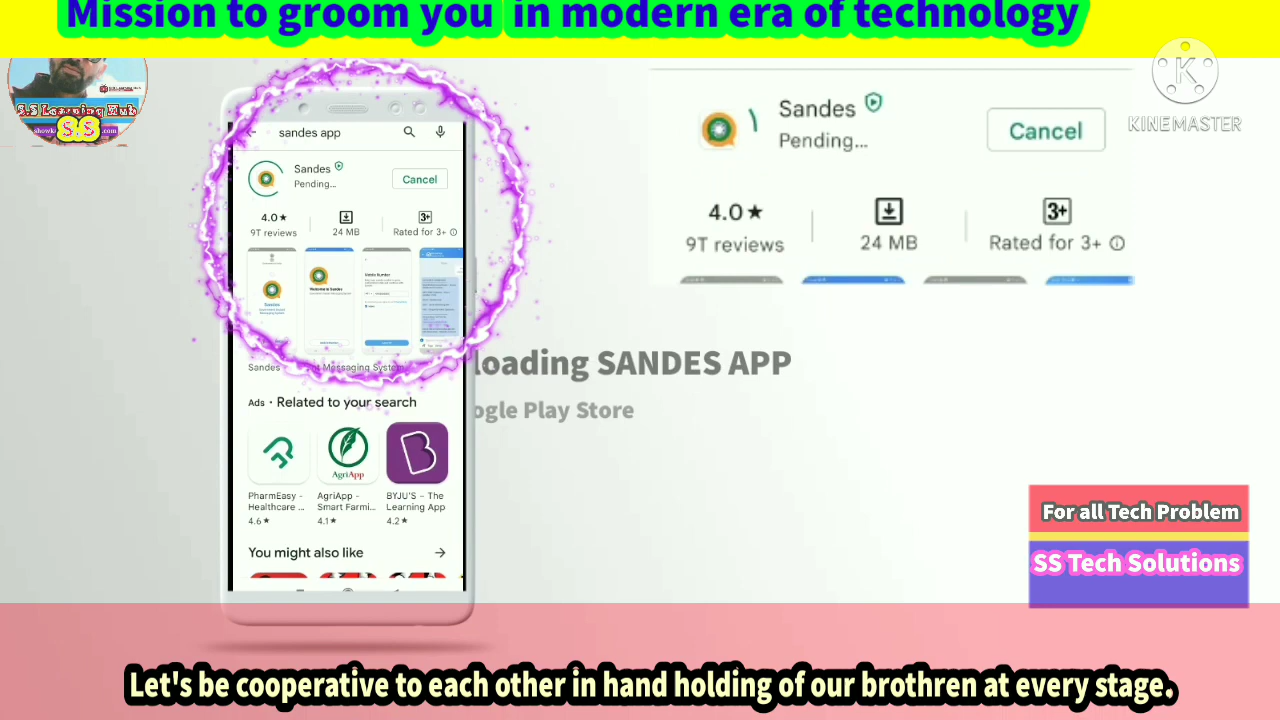 Mission to groom you in modern era of technology
S.S Learning Hub
S.S
sandes app
Sandes
Pending...
Cancel
4.0★
9T reviews
24 MB
3+
Rated for 3+
Sandes
Messaging System
Ads · Related to your search
AgriApp
PharmEasy -
Healthcare ...
4.6★
AgriApp -
Smart Farmi...
4.1★
BYJU'S – The
Learning App
4.2★
You might also like
Sandes
Pending...
Cancel
4.0★
9T reviews
24 MB
3+
Rated for 3+
K
KINEMASTER
loading SANDES APP
ogle Play Store
For all Tech Problem
SS Tech Solutions
Let's be cooperative to each other in hand holding of our brothren at every stage.